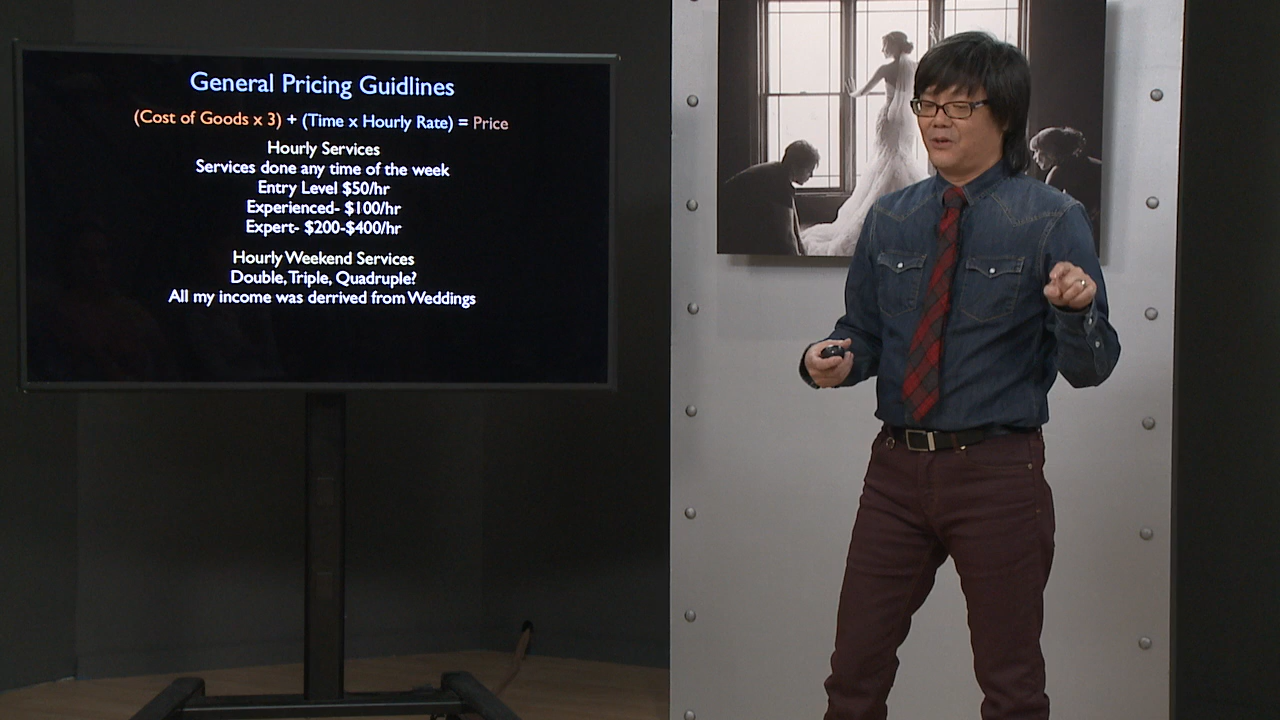 General Pricing Guidlines
(Cost of Goods x 3) + (Time x Hourly Rate) = Price
Hourly Services
Services done any time of the week
Entry Level $50/hr
Experienced- $100/hr
Expert- $200-$400/hr
Hourly Weekend Services
Double, Triple, Quadruple?
All my income was derrived from Weddings